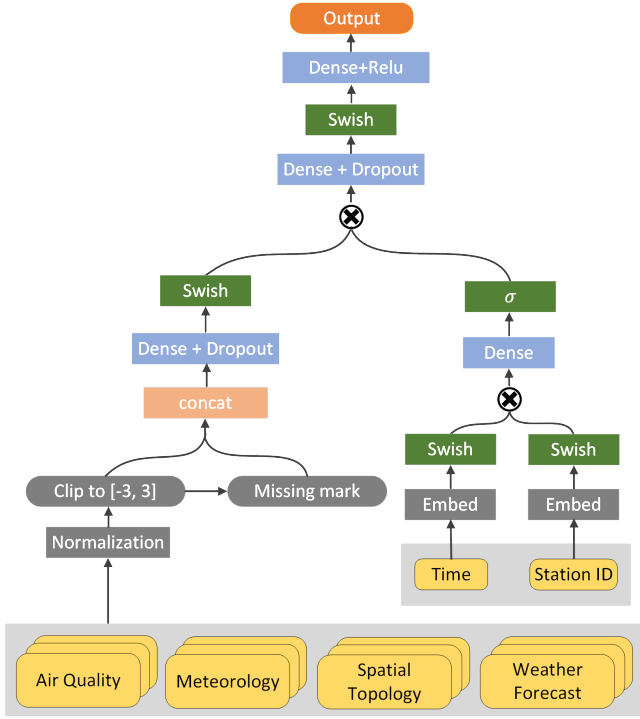 Output
Dense+Relu
Swish
Dense + Dropout
Swish
σ
Dense + Dropout
Dense
concat
Swish
Swish
Clip to [-3, 3]
Missing mark
Embed
Embed
Normalization
Time
Station ID
Air Quality
Meteorology
Spatial
Topology
Weather
Forecast